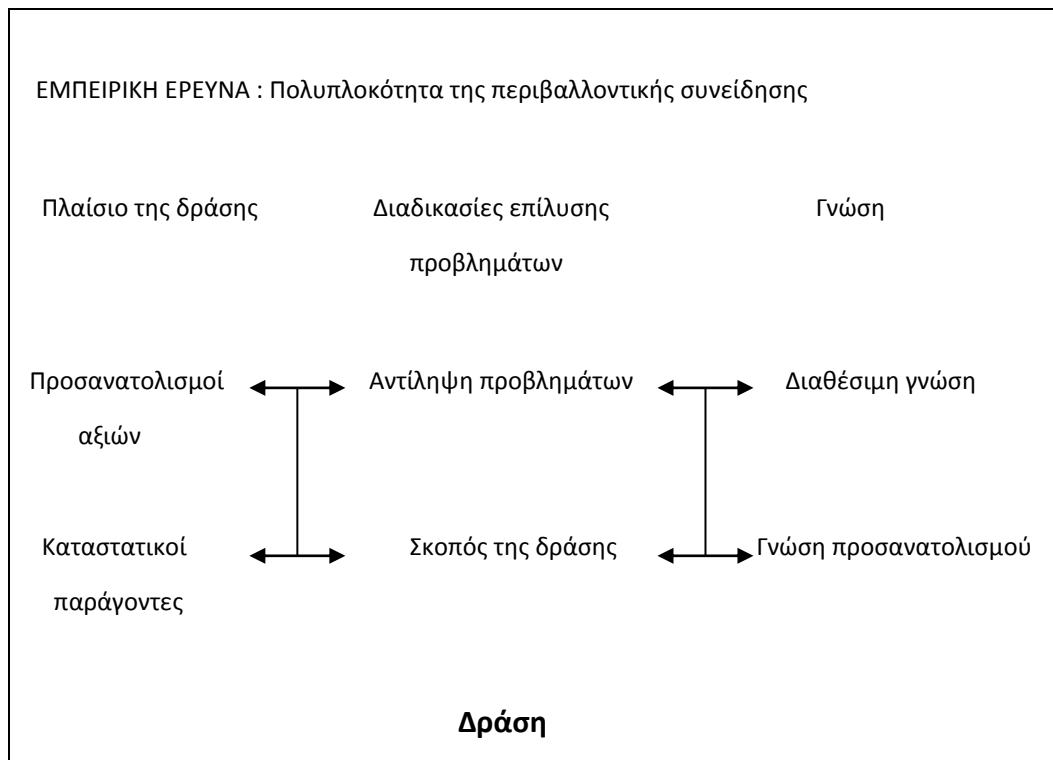 ΕΜΠΕΙΡΙΚΗ ΕΡΕΥΝΑ : Πολυπλοκότητα της περιβαλλοντικής συνείδησης
Πλαίσιο της δράσης Διαδικασίες επίλυσης Γνώση
προβλημάτων
Προσανατολισμοί Αντίληψη προβλημάτων Διαθέσιμη γνώση
αξιών
Καταστατικοί Σκοπός της δράσης Γνώση προσανατολισμού
παράγοντες
Δράση